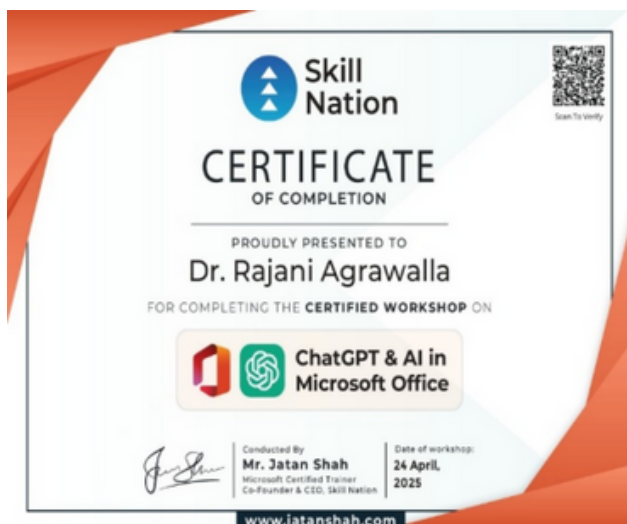 Skill
Nation
Scan To Verify
CERTIFICATE
OF COMPLETION
PROUDLY PRESENTED TO
Dr. Rajani Agrawalla
FOR COMPLETING THE CERTIFIED WORKSHOP ON
ChatGPT & AI in
Microsoft Office
Conducted By
Mr. Jatan Shah
Microsoft Certified Trainer
Co-Founder & CEO, Skill Nation
Date of workshop:
24 April,
2025
www.jatanshah.com